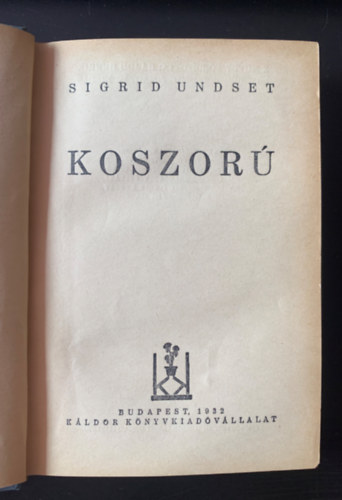 SIGRID UNDSET
KOSZORÚ
BUDAPEST, 1932
KÁLDOR KÖNYVKIADÓVÁLLALAT